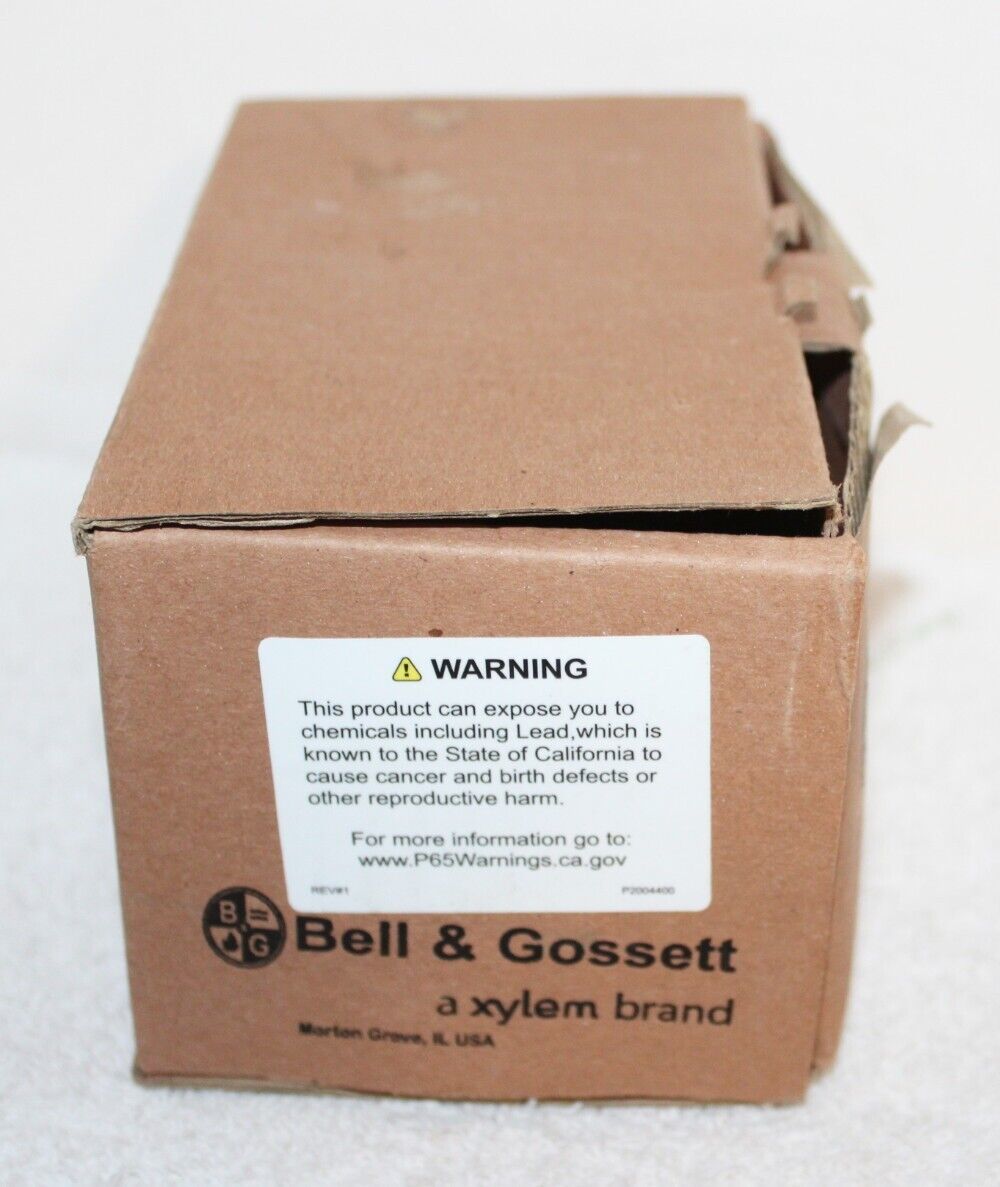 WARNING
This product can expose you to
chemicals including Lead,which is
known to the State of California to
cause cancer and birth defects or
other reproductive harm.
For more information go to:
www.P65Warnings.ca.gov
REV#1 P2004400
B G Bell & Gossett
a xylem brand
Morton Grove, IL USA